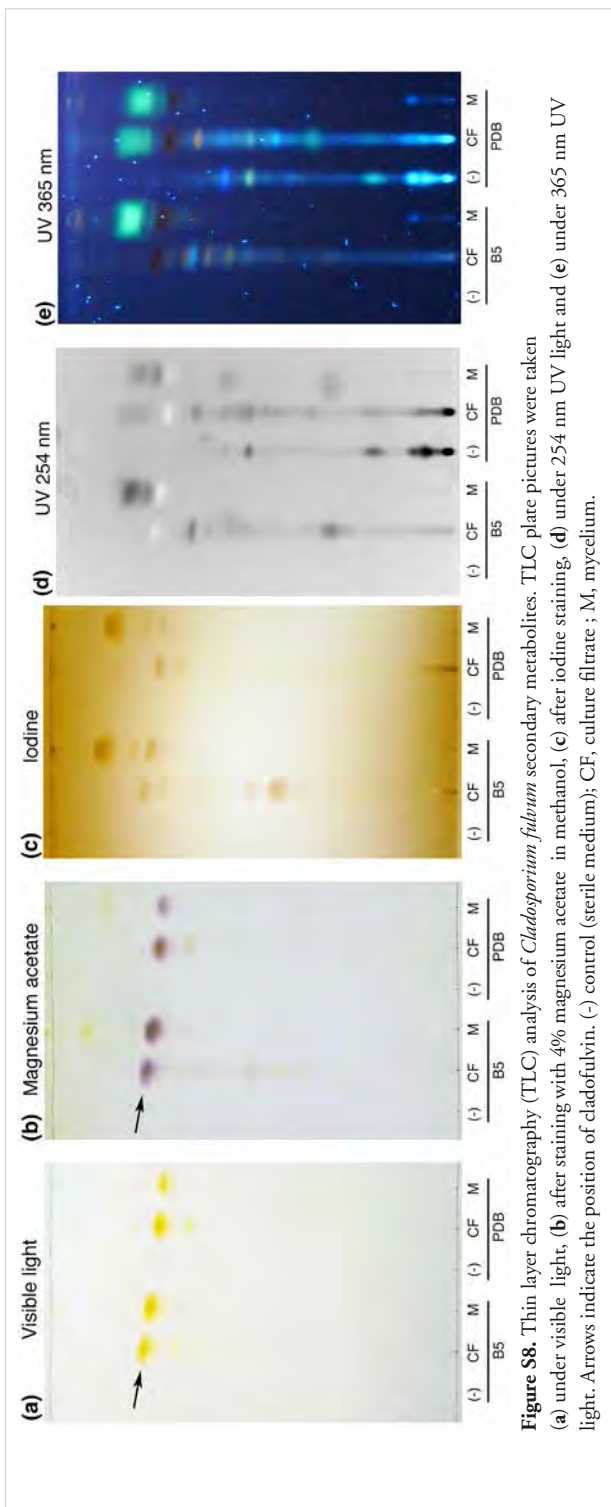 (a)
Visible light
(-) CF M (-) CF M
B5 PDB
(b)
Magnesium acetate
(-) CF M (-) CF M
B5 PDB
(c)
Iodine
(-) CF M (-) CF M
B5 PDB
(d)
UV 254 nm
(-) CF M (-) CF M
B5 PDB
(e)
UV 365 nm
(-) CF M (-) CF M
B5 PDB
Figure S8. Thin layer chromatography (TLC) analysis of Cladosporium fulvum secondary metabolites. TLC plate pictures were taken
(a) under visible light, (b) after staining with 4% magnesium acetate in methanol, (c) after iodine staining, (d) under 254 nm UV light and (e) under 365 nm UV
light. Arrows indicate the position of cladofulvin. (-) control (sterile medium); CF, culture filtrate ; M, mycelium.